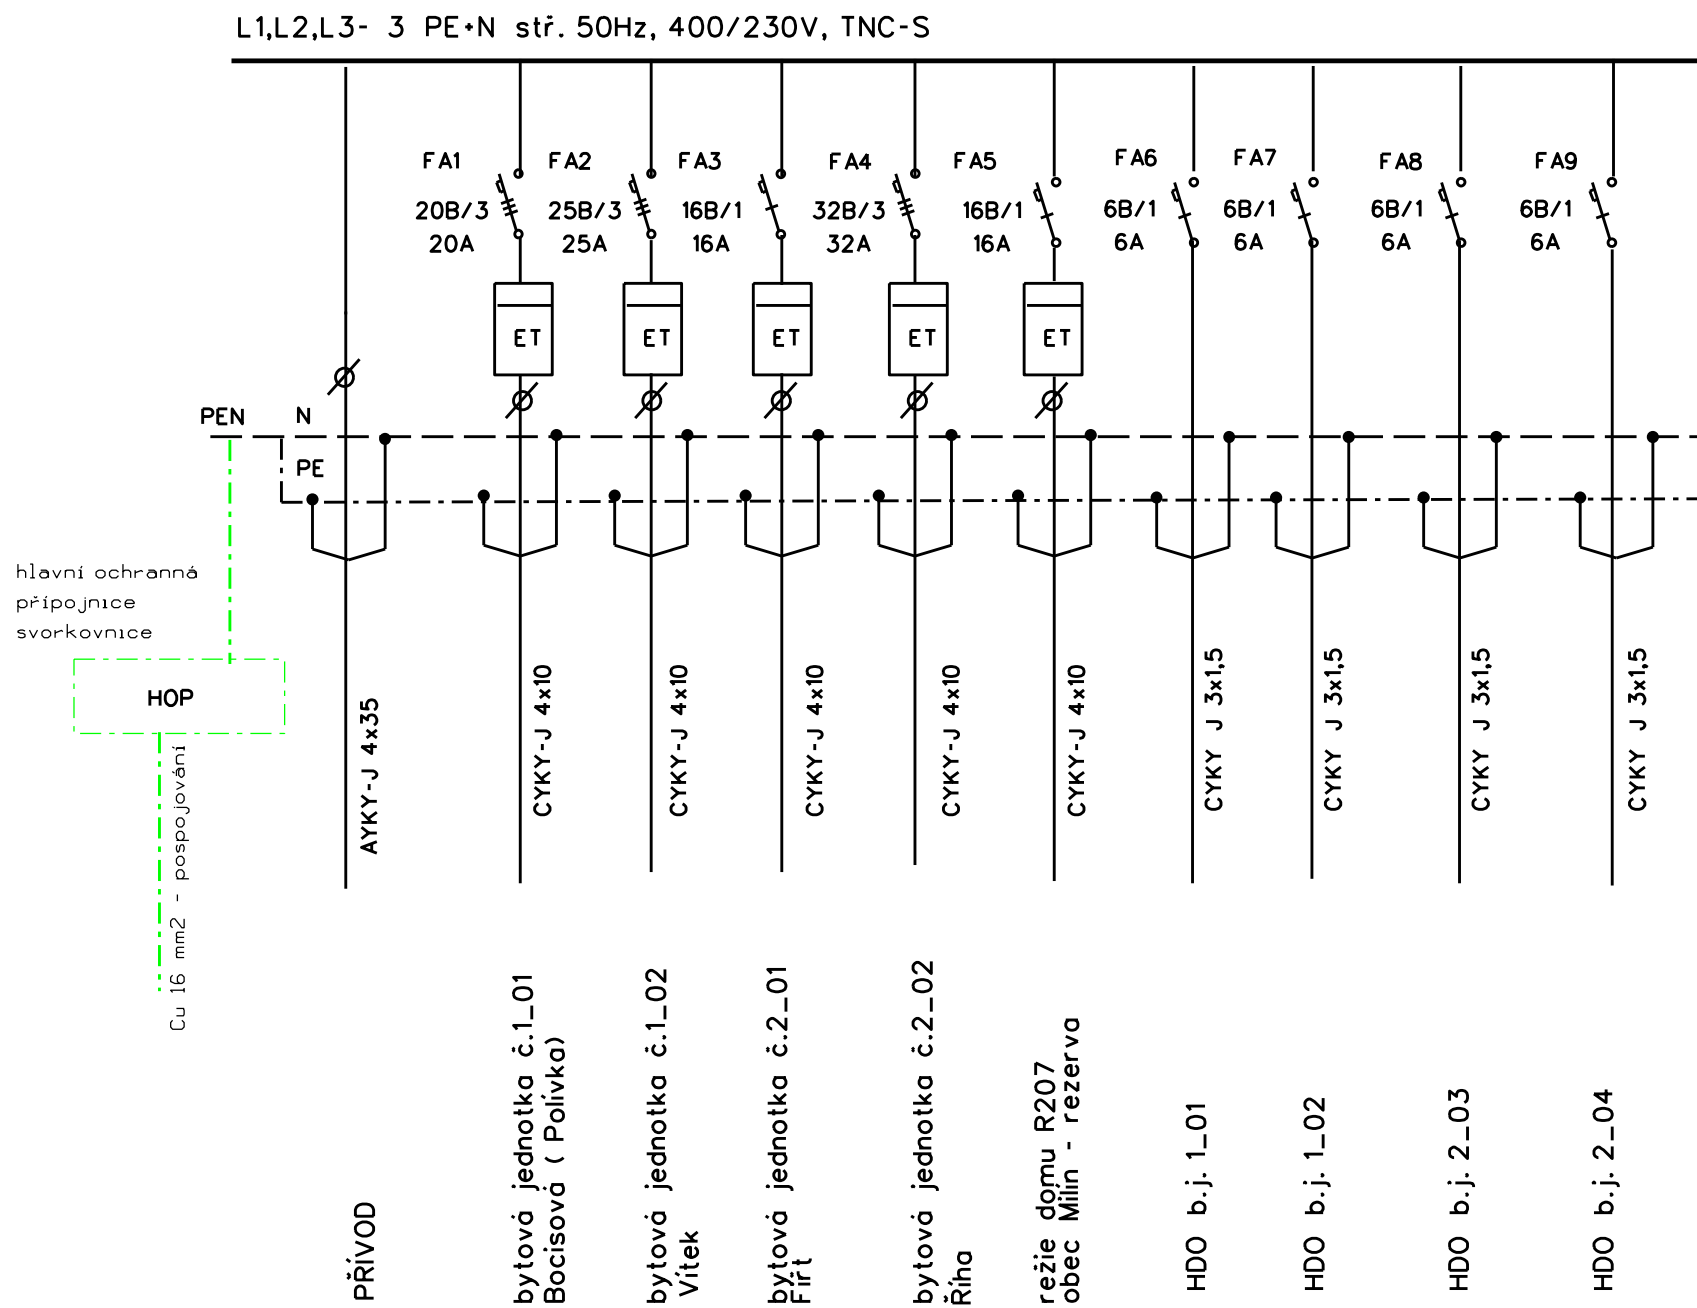 L1,L2,L3- 3 PE+N stř. 50Hz, 400/230V, TNC-S
FA1
20B/3
20A
FA2
25B/3
25A
FA3
16B/1
16A
FA4
32B/3
32A
FA5
16B/1
16A
FA6
6B/1
6A
FA7
6B/1
6A
FA8
6B/1
6A
FA9
6B/1
6A
ET
ET
ET
ET
ET
PEN
N
PE
hlavní ochranná
přípojnice
svorkovnice
HOP
Cu 16 mm2 - pospojování
AYKY-J 4x35
CYKY-J 4x10
CYKY-J 4x10
CYKY-J 4x10
CYKY-J 4x10
CYKY-J 4x10
CYKY J 3x1,5
CYKY J 3x1,5
CYKY J 3x1,5
CYKY J 3x1,5
PŘÍVOD
bytová jednotka č.1_01
Bocisová ( Polívka)
bytová jednotka č.1_02
Vítek
bytová jednotka č.2_01
Fiřt
bytová jednotka č.2_02
Říha
režie domu R207
obec Milín - rezerva
HDO b.j. 1_01
HDO b.j. 1_02
HDO b.j. 2_03
HDO b.j. 2_04